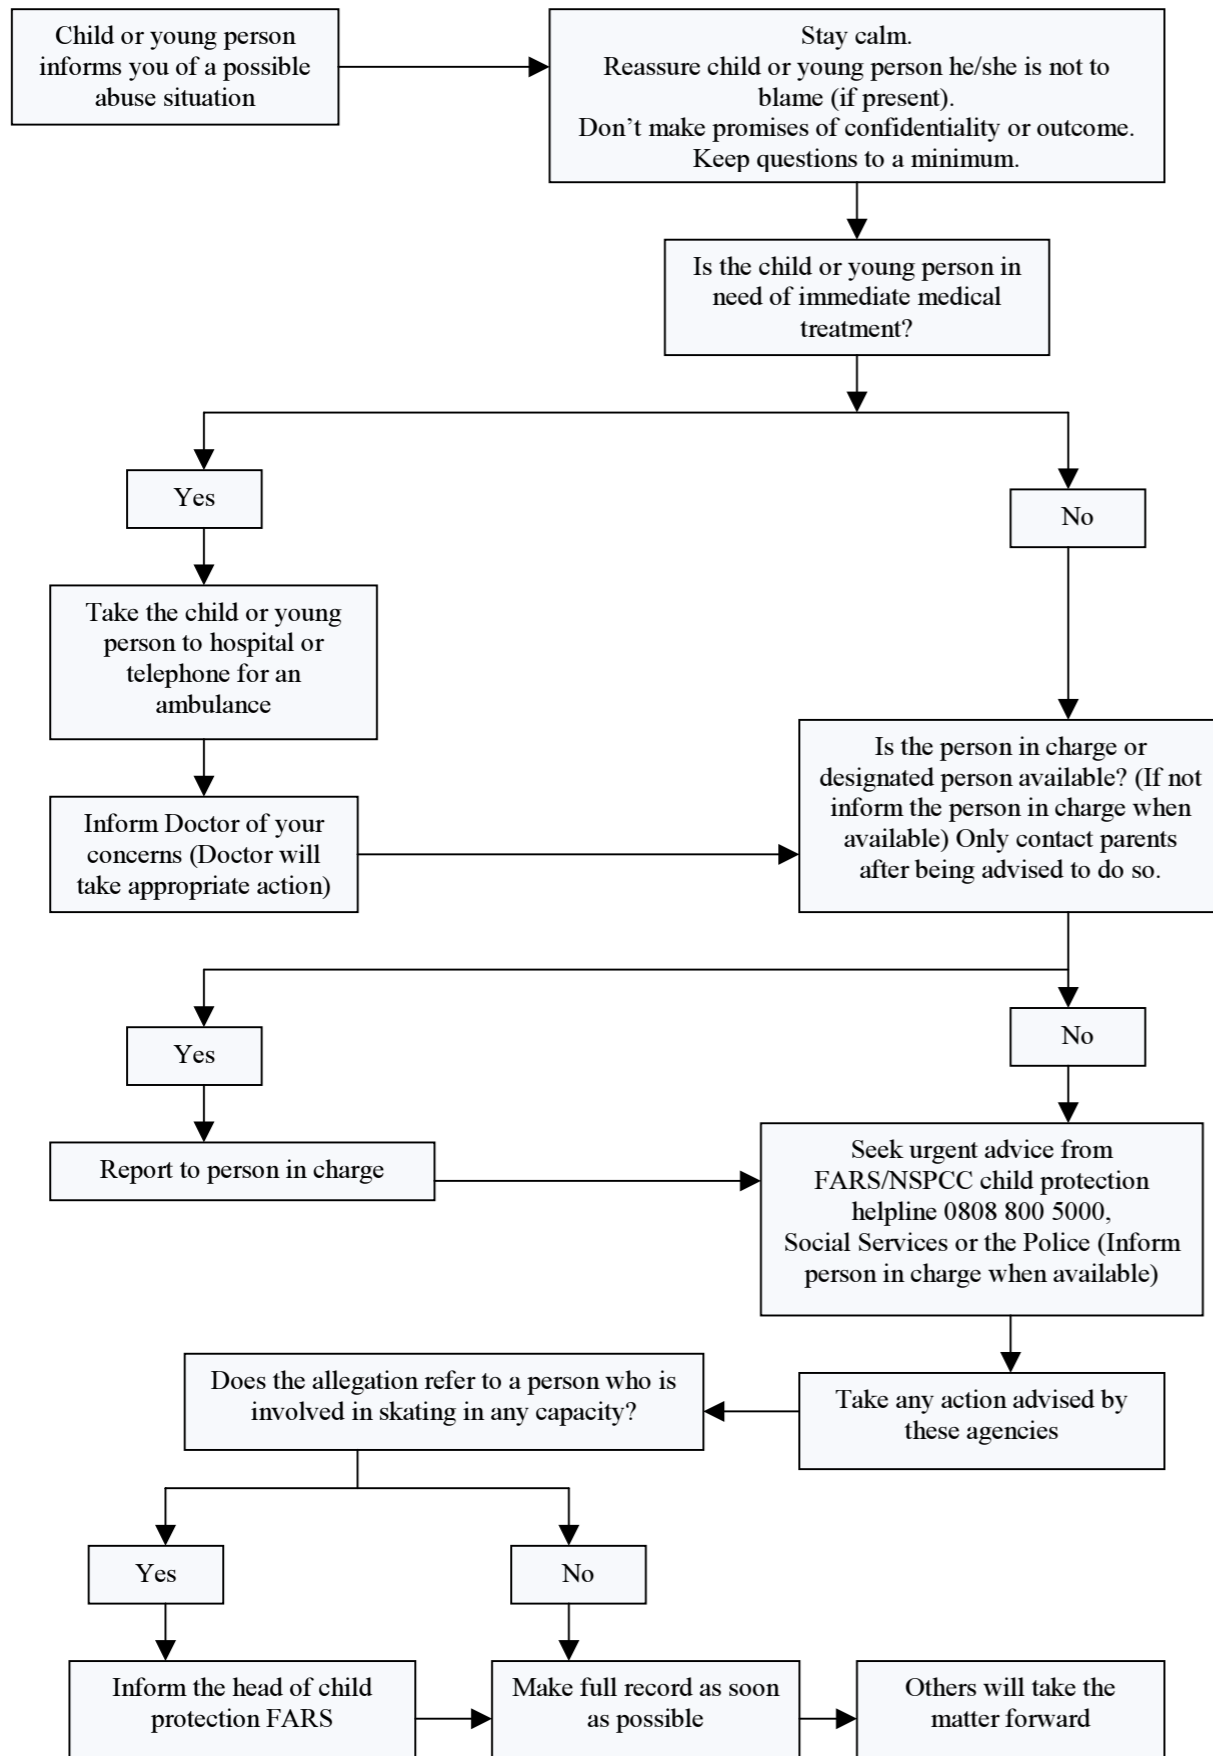 Child or young person
informs you of a possible
abuse situation
Stay calm.
Reassure child or young person he/she is not to
blame (if present).
Don’t make promises of confidentiality or outcome.
Keep questions to a minimum.
Is the child or young person in
need of immediate medical
treatment?
Yes
No
Take the child or young
person to hospital or
telephone for an
ambulance
Is the person in charge or
designated person available? (If not
inform the person in charge when
available) Only contact parents
after being advised to do so.
Inform Doctor of your
concerns (Doctor will
take appropriate action)
Yes
No
Report to person in charge
Seek urgent advice from
FARS/NSPCC child protection
helpline 0808 800 5000,
Social Services or the Police (Inform
person in charge when available)
Does the allegation refer to a person who is
involved in skating in any capacity?
Take any action advised by
these agencies
Yes
No
Inform the head of child
protection FARS
Make full record as soon
as possible
Others will take the
matter forward